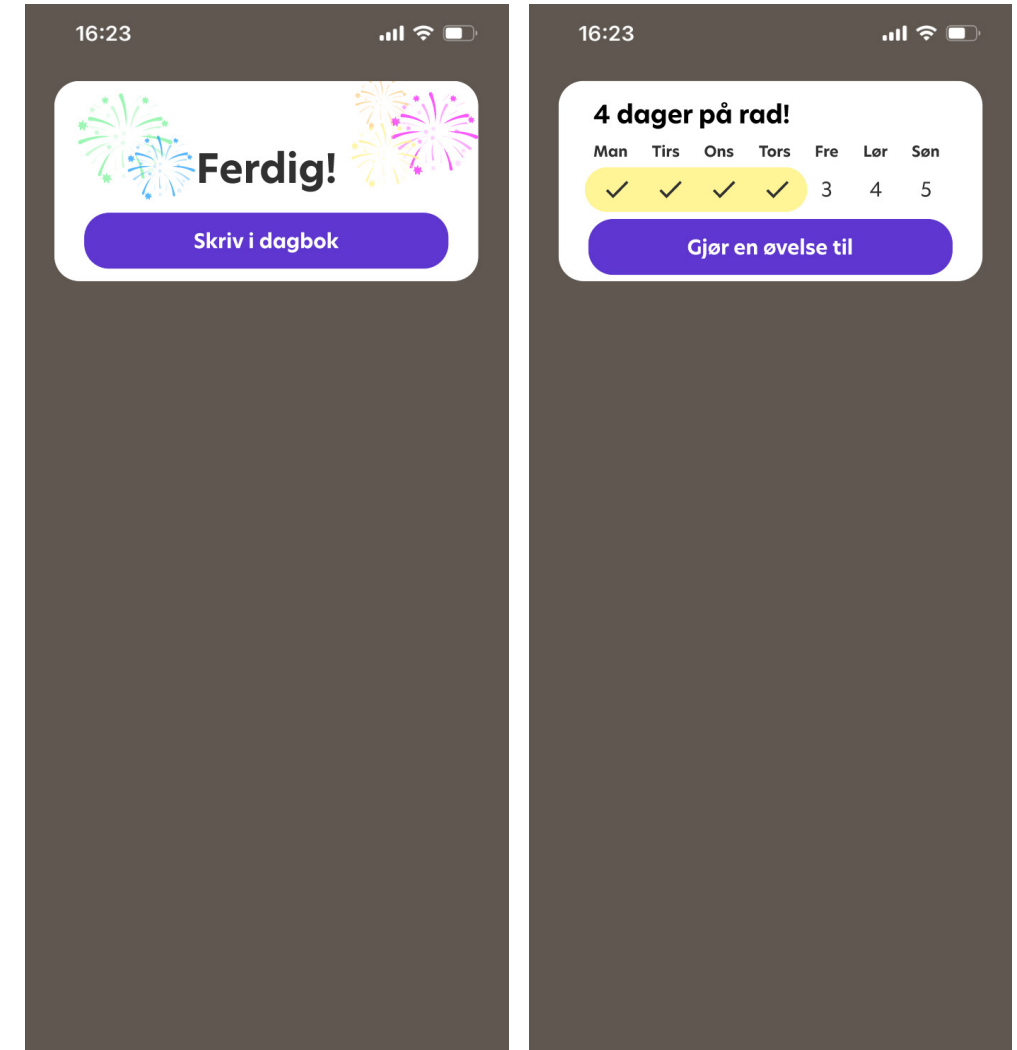 16:23
Ferdig!
Skriv i dagbok
16:23
4 dager på rad!
Man Tirs Ons Tors Fre Lør Søn
3 4 5
Gjør en øvelse til